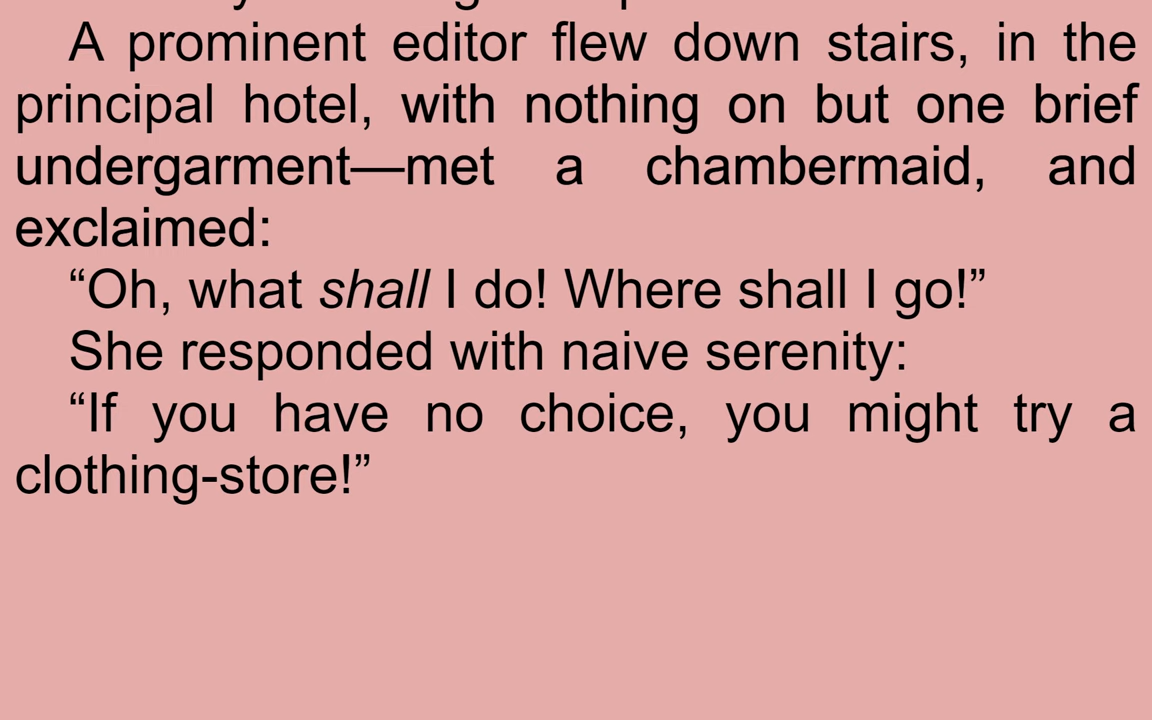 A prominent editor flew down stairs, in the
principal hotel, with nothing on but one brief
undergarment—met a chambermaid, and
exclaimed:
“Oh, what shall I do! Where shall I go!”
She responded with naive serenity:
“If you have no choice, you might try a
clothing-store!”